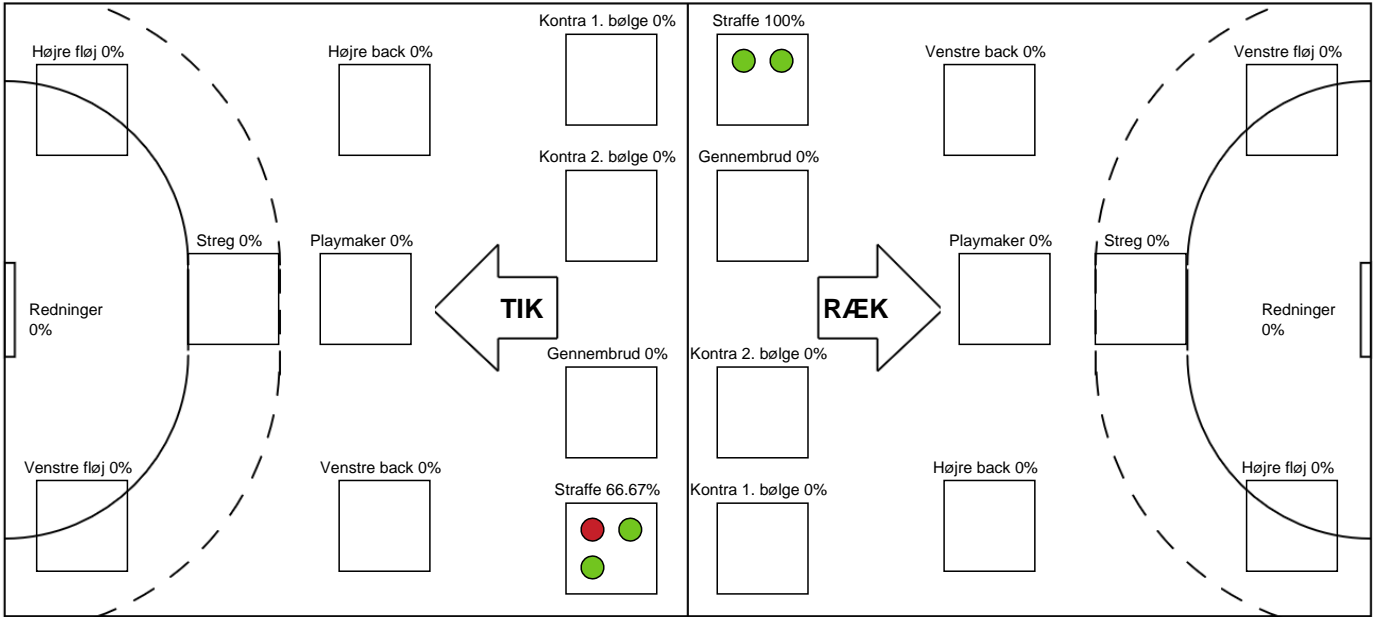 Kontra 1. bølge 0%
Straffe 100%
Højre fløj 0%
Højre back 0%
Venstre back 0%
Venstre fløj 0%
Kontra 2. bølge 0%
Gennembrud 0%
Streg 0%
Playmaker 0%
Playmaker 0%
Streg 0%
Redninger
0%
TIK
RÆK
Redninger
0%
Gennembrud 0%
Kontra 2. bølge 0%
Venstre fløj 0%
Venstre back 0%
Højre back 0%
Højre fløj 0%
Straffe 66.67%
Kontra 1. bølge 0%